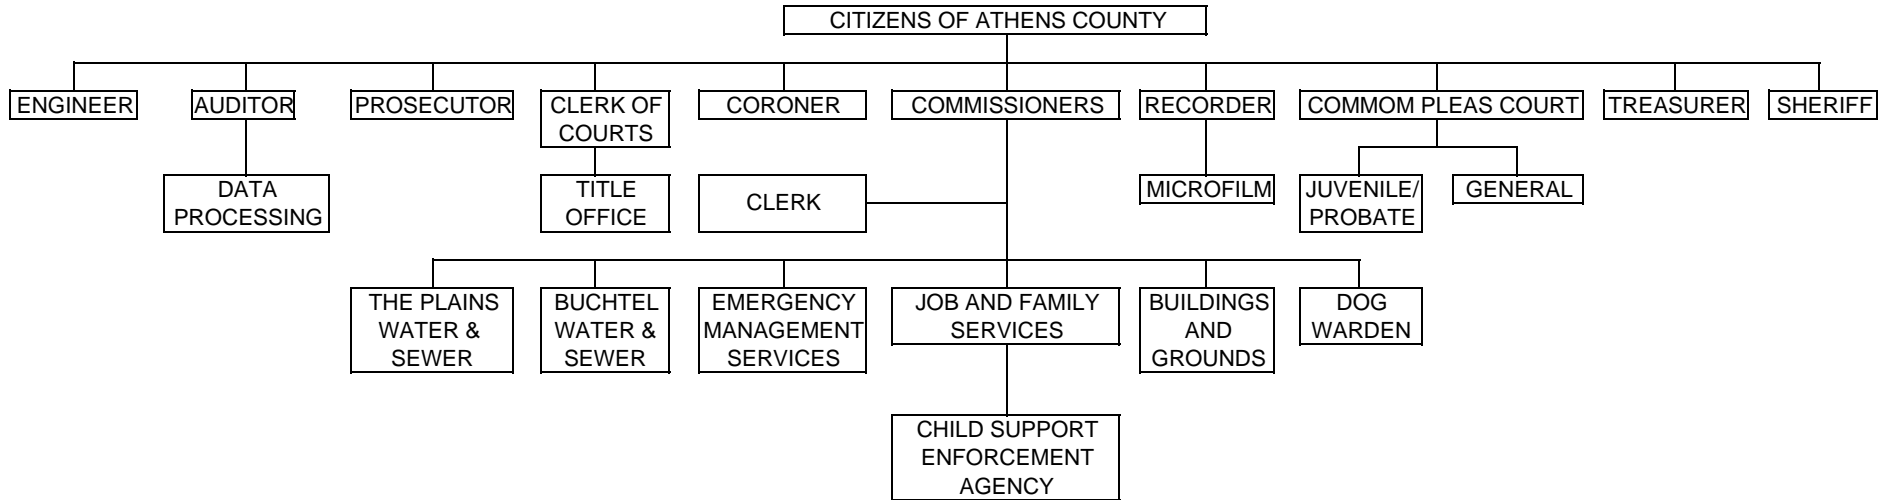 CITIZENS OF ATHENS COUNTY
ENGINEER
AUDITOR
PROSECUTOR
CLERK OF
COURTS
CORONER
COMMISSIONERS
RECORDER
COMMOM PLEAS COURT
TREASURER
SHERIFF
DATA
PROCESSING
TITLE
OFFICE
CLERK
MICROFILM
JUVENILE/
PROBATE
GENERAL
THE PLAINS
WATER &
SEWER
BUCHTEL
WATER &
SEWER
EMERGENCY
MANAGEMENT
SERVICES
JOB AND FAMILY
SERVICES
BUILDINGS
AND
GROUNDS
DOG
WARDEN
CHILD SUPPORT
ENFORCEMENT
AGENCY